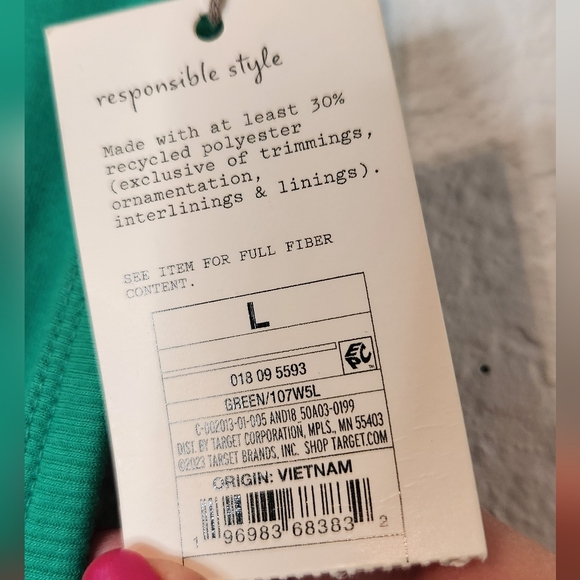 responsible style
Made with at least 30%
recycled polyester
(exclusive of trimmings,
ornamentation,
interlinings & linings).
SEE ITEM FOR FULL FIBER
CONTENT.
L
EPC
018 09 5593
GREEN/107W5L
C-002013-01-005 AND18_50A03-0199
DIST. BY TARGET CORPORATION, MPLS., MN 55403
©2023 TARGET BRANDS, INC. SHOP TARGET.COM
ORIGIN: VIETNAM
1 96983 68383 2